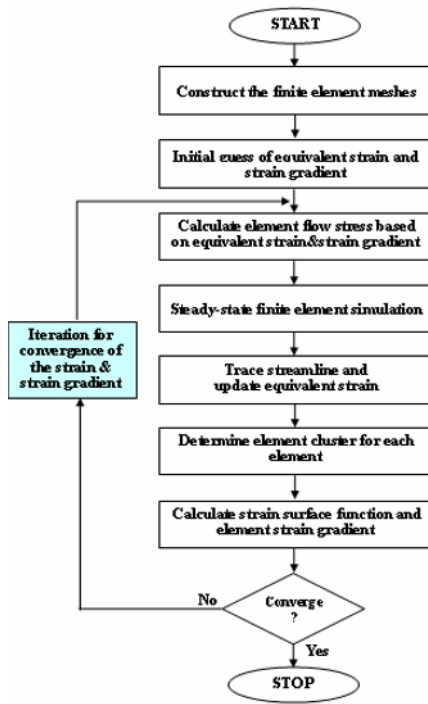 START
Construct the finite element meshes
Initial guess of equivalent strain and
strain gradient
Calculate element flow stress based
on equivalent strain&strain gradient
Steady-state finite element simulation
Iteration for
convergence of
the strain &
strain gradient
Trace streamline and
update equivalent strain
Determine element cluster for each
element
Calculate strain surface function and
element strain gradient
No
Converge
?
Yes
STOP